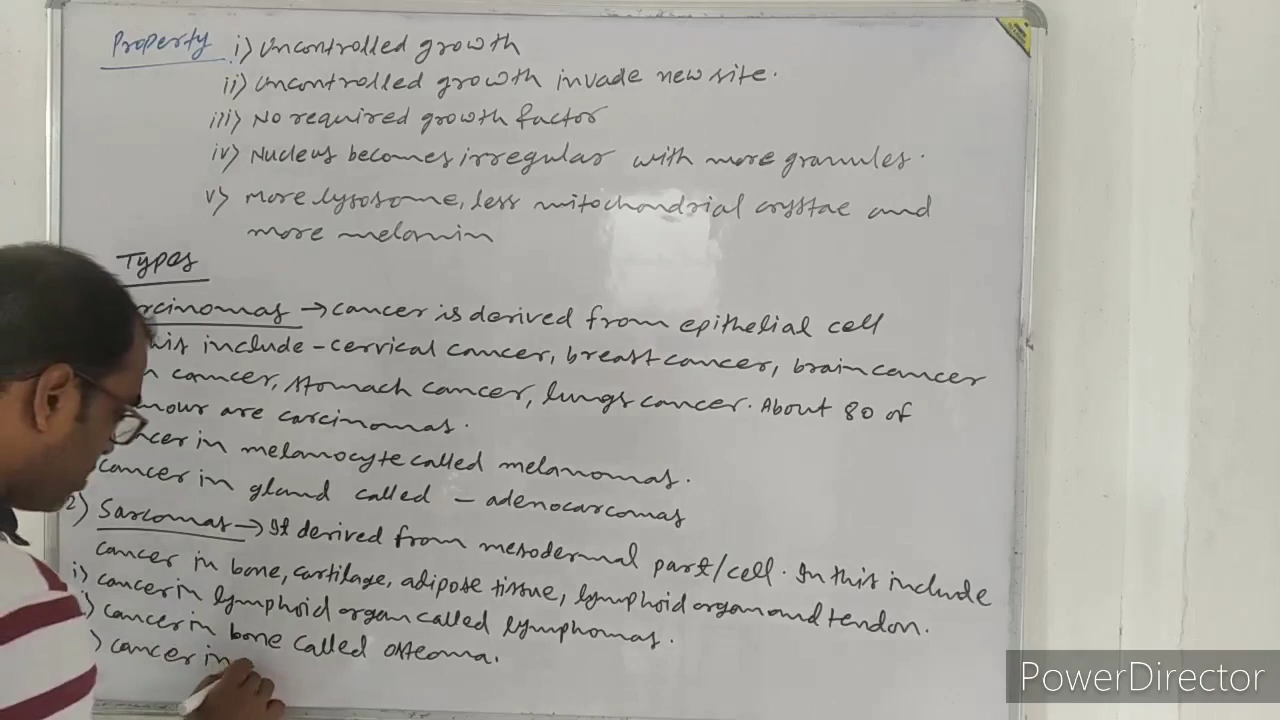 Property i) Uncontrolled growth
ii) Uncontrolled growth invade new site.
iii) No required growth factor
iv) Nucleus becomes irregular with more granules.
v) More lysosome, less mitochondrial crystae and
more melanin
Types
rcinomas → cancer is derived from epithelial cell
his include - cervical cancer, breast cancer, brain cancer
n cancer, stomach cancer, lungs cancer. About 80 of
mour are carcinomas.
ncer in melanocyte called melanomas.
cancer in gland called - adenocarcomas
2) Sarcomas → It derived from mesodermal part/cell. In this include
cancer in bone, cartilage, adipose tissue, lymphoid organ and tendon.
i) cancer in lymphoid organ called lymphomas.
i) cancer in bone called osteoma.
) cancer in
PowerDirector